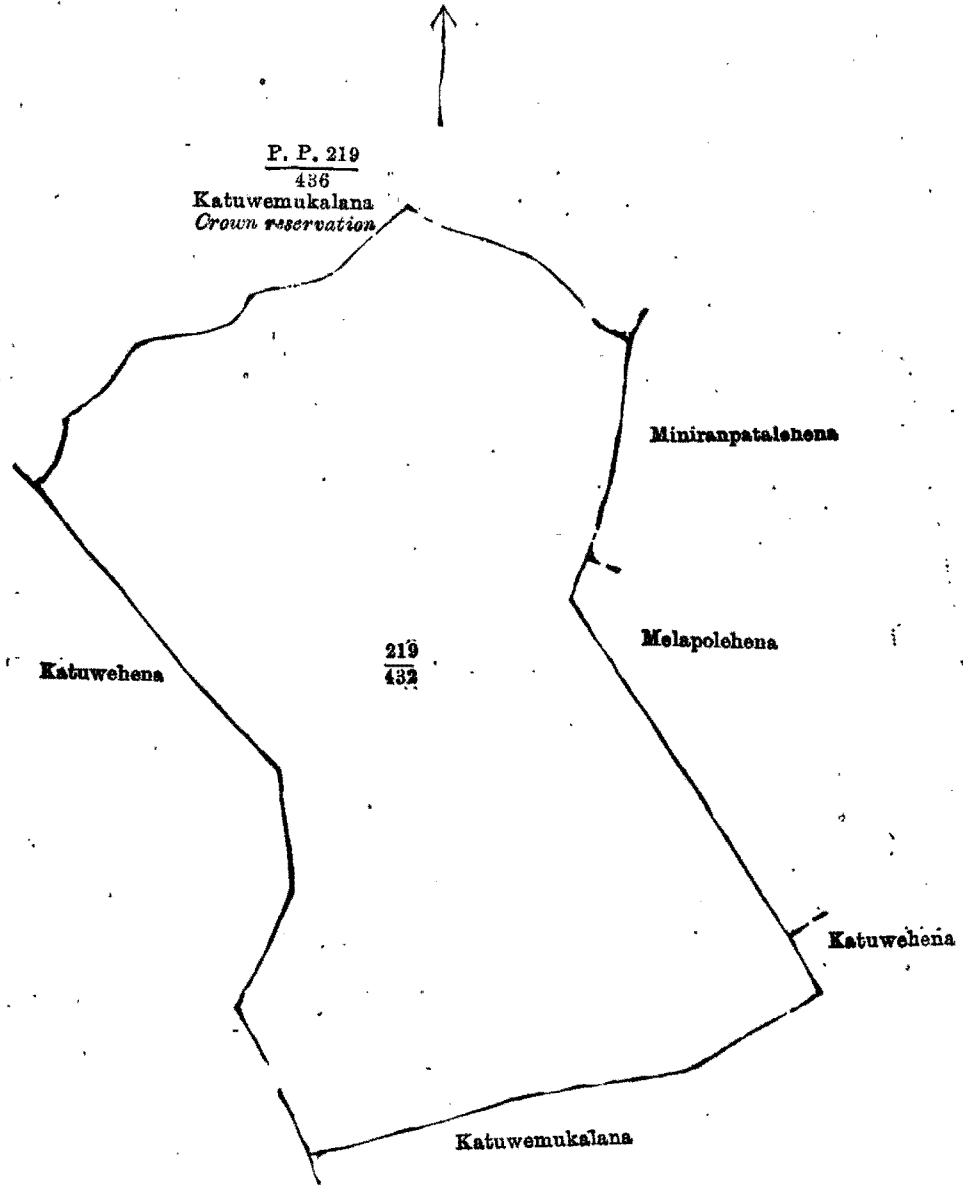 P. P. 219
436
Katuwemukalana
Crown reservation
Miniranpatalehena
Melapolehena
Katuwehena
219
432
Katuwehena
Katuwemukalana